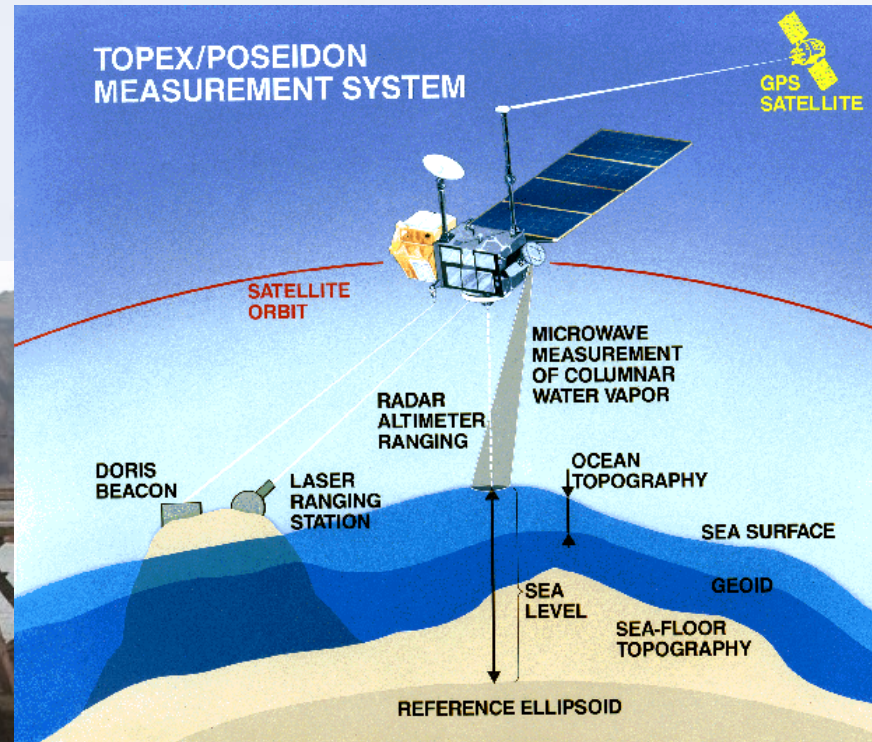 TOPEX/POSEIDON
MEASUREMENT SYSTEM
GPS
SATELLITE
SATELLITE
ORBIT
MICROWAVE
MEASUREMENT
OF COLUMNAR
WATER VAPOR
RADAR
ALTIMETER
RANGING
DORIS
BEACON
LASER
RANGING
STATION
OCEAN
TOPOGRAPHY
SEA SURFACE
GEOID
SEA
LEVEL
SEA-FLOOR
TOPOGRAPHY
REFERENCE ELLIPSOID